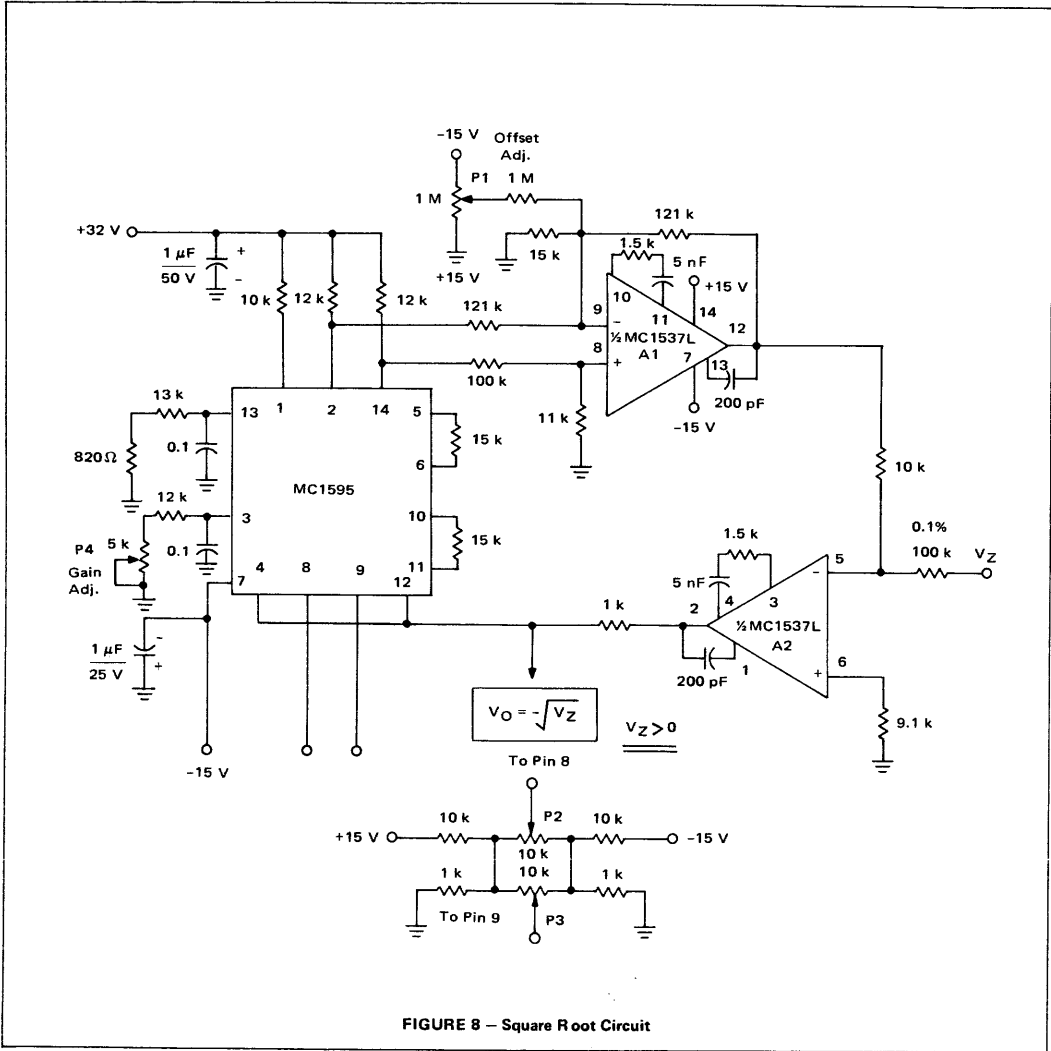 -15 V Offset
Adj.
P1 1 M
1 M
+32 V
121 k
1 μF
50 V
+
-
15 k
1.5 k
5 nF
+15 V
+15 V
10 k
12 k
12 k
10
11
14
121 k
9
-
½ MC1537L
A1
12
8
+
7
13
100 k
200 pF
-15 V
11 k
13 k
13
1
2
14
5
15 k
6
0.1
820Ω
MC1595
10 k
12 k
3
10
15 k
11
0.1
P4
5 k
Gain
Adj.
7
4
8
9
12
0.1%
100 k
VZ
1.5 k
5
-
5 nF
4
3
1 k
2
½ MC1537L
A2
1 μF
25 V
-
+
200 pF
1
+
6
9.1 k
VO = -√VZ
VZ > 0
-15 V
To Pin 8
P2
+15 V
10 k
10 k
10 k
-15 V
1 k
10 k
1 k
To Pin 9
P3
FIGURE 8 – Square Root Circuit